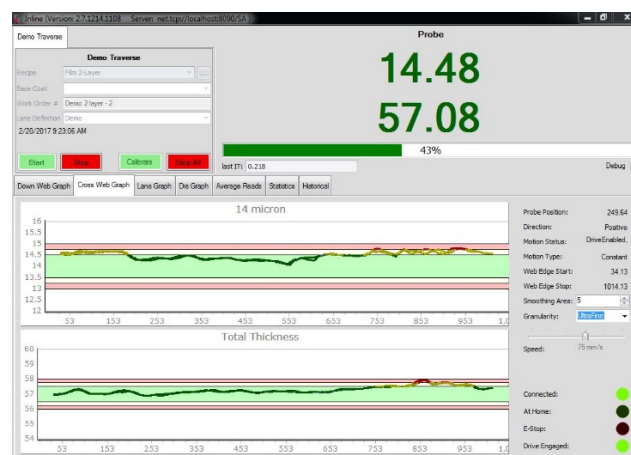 Inline (Version: 2.7.1214.1108 Server: net.tcp://localhost:8090/SA)
Demo Traverse
Probe
Demo Traverse
Recipe Film 2-Layer
Base Coat
Work Order # Demo 2 layer - 2
Lane Definition Demo
2/20/2017 9:23:06 AM
Start Stop Calibrate Stop All
14.48
57.08
43%
last ITI: 0.218
Debug
Down Web Graph Cross Web Graph Lane Graph Die Graph Average Reads Statistics Historical
14 micron
16
15.5
15
14.5
14
13.5
13
12.5
12
53 153 253 353 453 553 653 753 853 953 1,0
Total Thickness
60
59
58
57
56
55
54
53 153 253 353 453 553 653 753 853 953 1,0
Probe Position: 249.64
Direction: Positive
Motion Status: DriveEnabled,
Motion Type: Constant
Web Edge Start: 34.13
Web Edge Stop: 1014.13
Smoothing Area: 5
Granularity: UltraFine
Speed: 75 mm/s
Connected:
At Home:
E-Stop:
Drive Engaged: